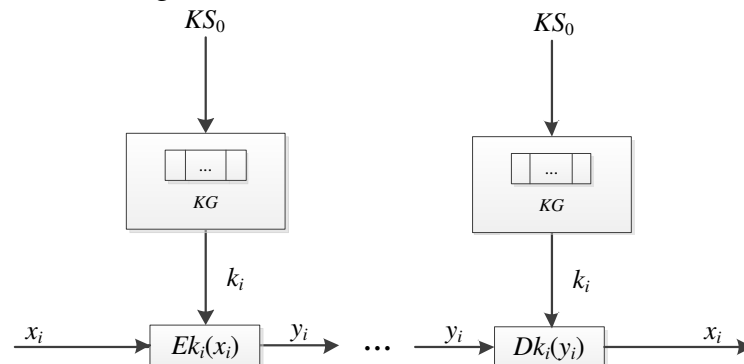 KS₀ KS₀
... ...
KG KG
kᵢ kᵢ
xᵢ Ekᵢ(xᵢ) yᵢ ... yᵢ Dkᵢ(yᵢ) xᵢ